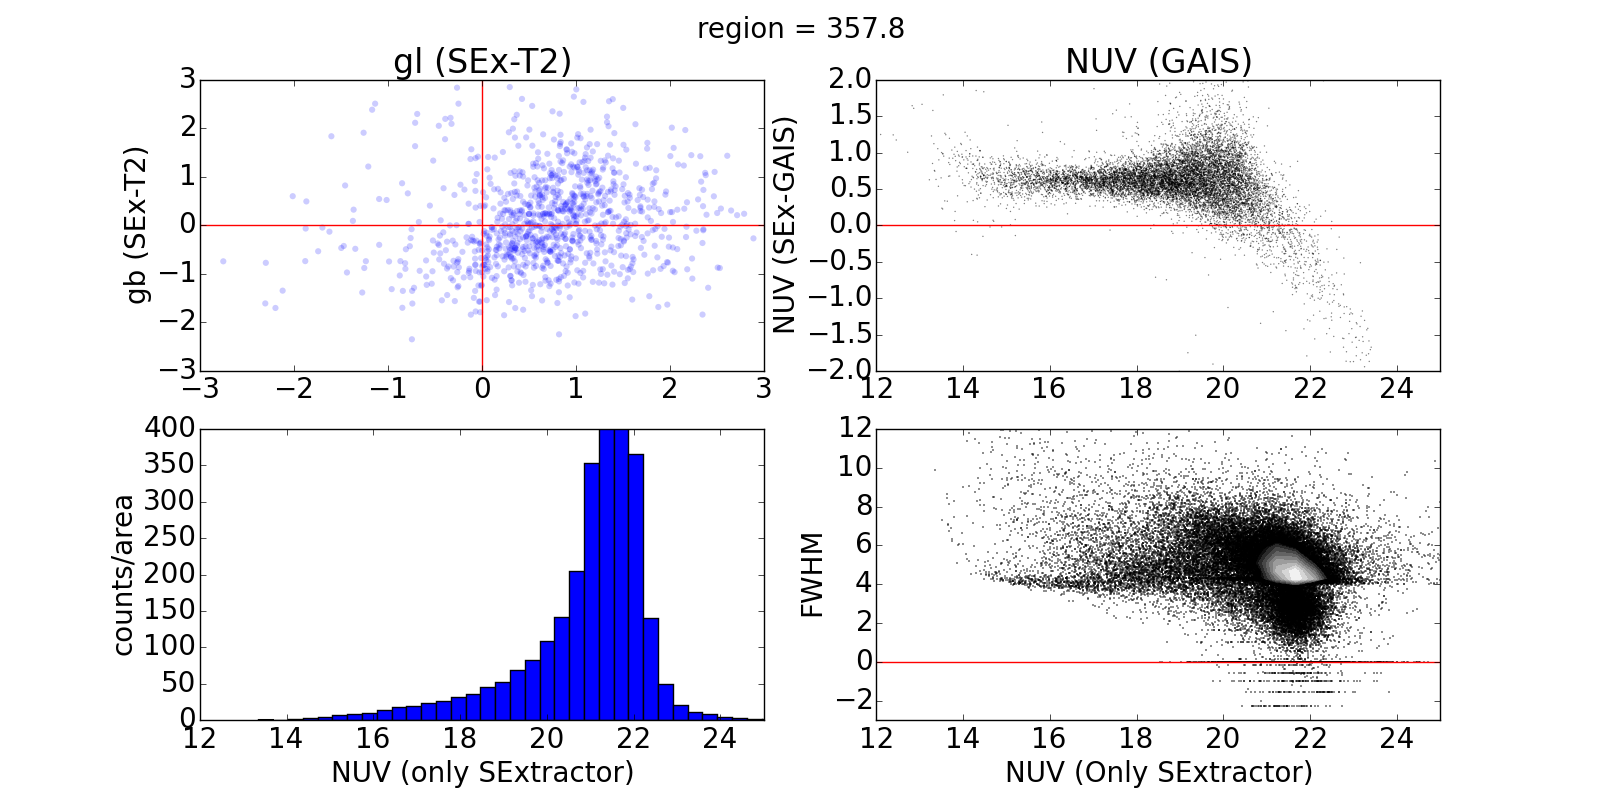 region = 357.8
gl (SEx-T2)
3
2
1
0
−1
−2
−3
gb (SEx-T2)
−3 −2 −1 0 1 2 3
NUV (GAIS)
2.0
1.5
1.0
0.5
0.0
−0.5
−1.0
−1.5
−2.0
NUV (SEx-GAIS)
12 14 16 18 20 22 24
400
350
300
250
200
150
100
50
0
counts/area
12 14 16 18 20 22 24
NUV (only SExtractor)
12
10
8
6
4
2
0
−2
FWHM
12 14 16 18 20 22 24
NUV (Only SExtractor)